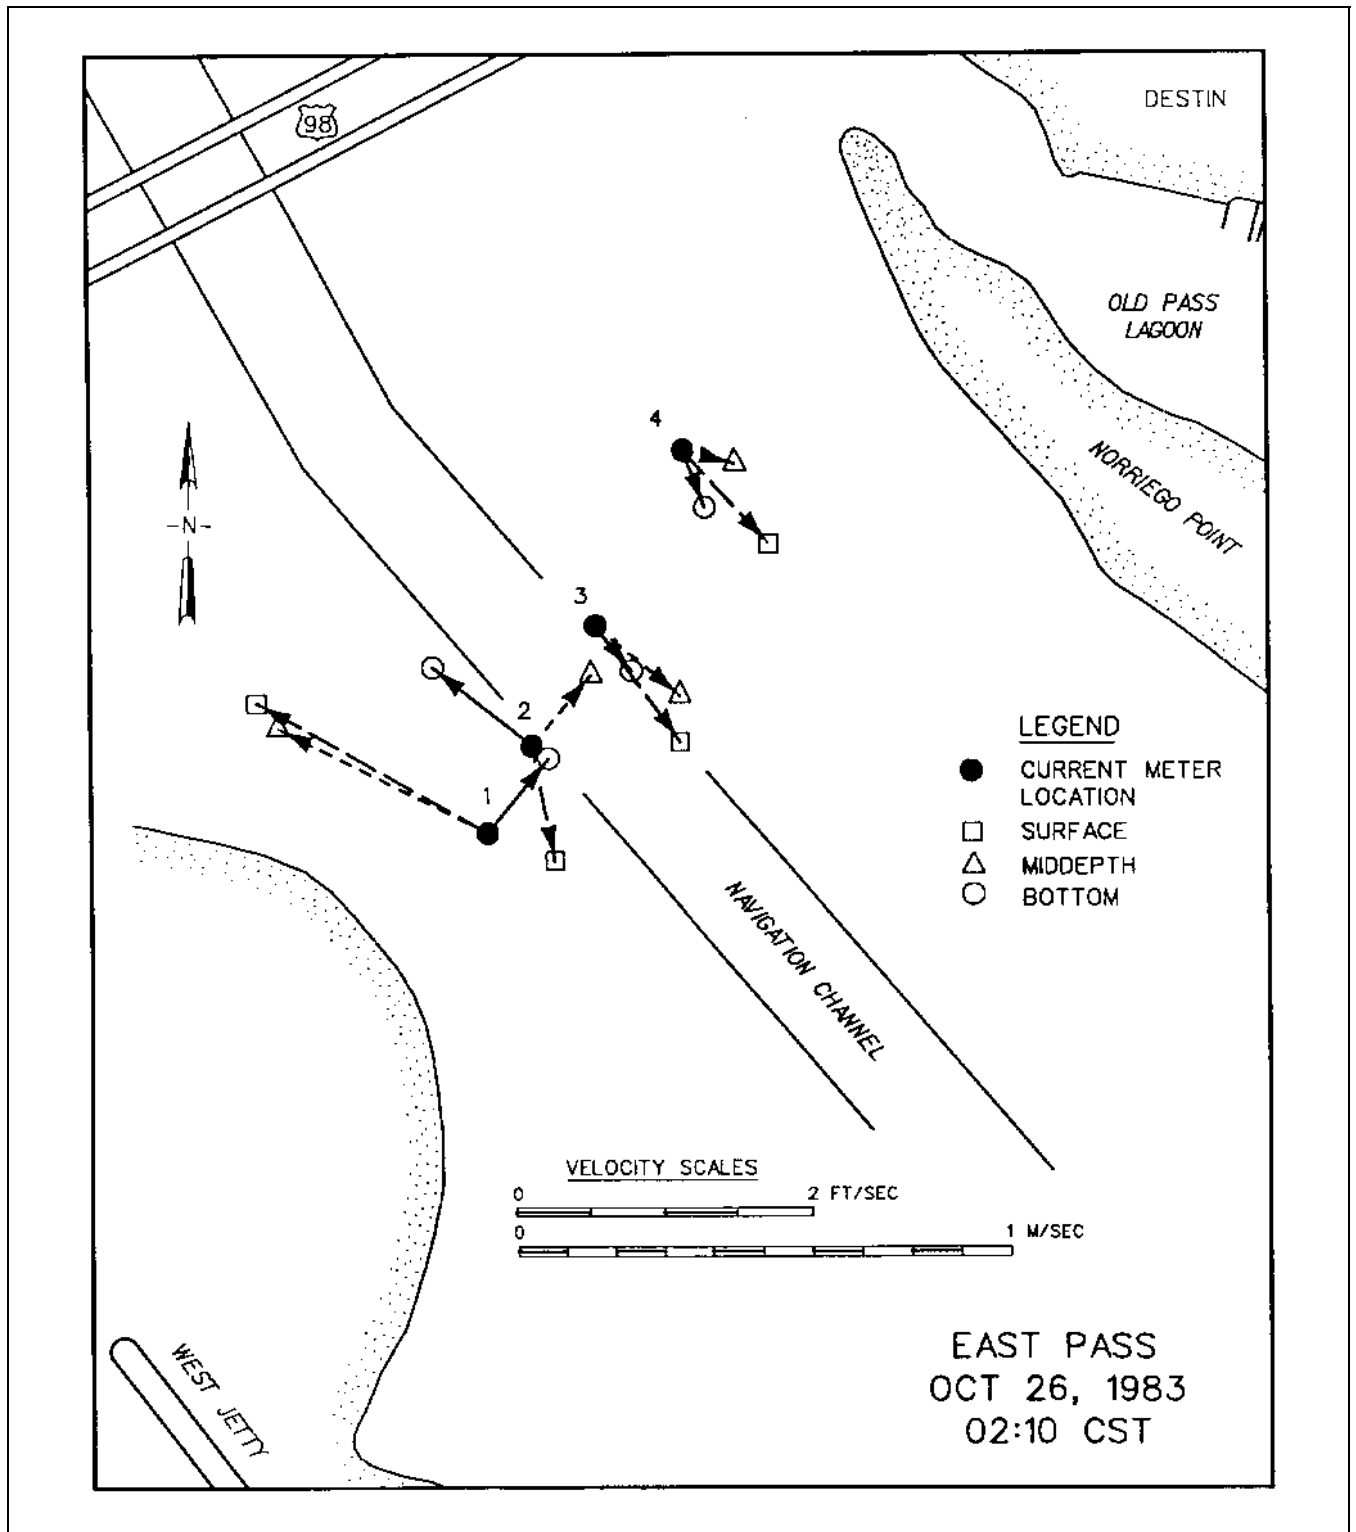 98
DESTIN
OLD PASS
LAGOON
NORRIEGO POINT
4
-N-
3
2
1
LEGEND
CURRENT METER
LOCATION
SURFACE
MIDDEPTH
BOTTOM
NAVIGATION CHANNEL
VELOCITY SCALES
0 2 FT/SEC
0 1 M/SEC
WEST JETTY
EAST PASS
OCT 26, 1983
02:10 CST